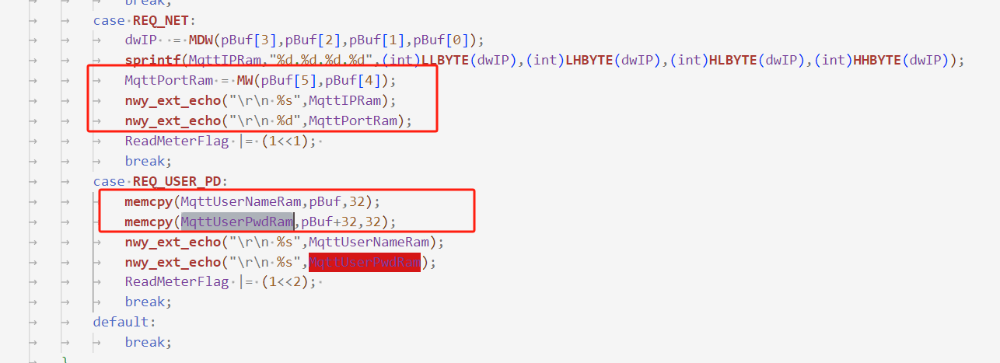 break;
case REQ_NET:
dwIP = MDW(pBuf[3],pBuf[2],pBuf[1],pBuf[0]);
sprintf(MqttIPRam,"%d.%d.%d.%d",(int)LLBYTE(dwIP),(int)LHBYTE(dwIP),(int)HLBYTE(dwIP),(int)HHBYTE(dwIP));
MqttPortRam = MW(pBuf[5],pBuf[4]);
nwy_ext_echo("\r\n %s",MqttIPRam);
nwy_ext_echo("\r\n %d",MqttPortRam);
ReadMeterFlag |= (1<<1);
break;
case REQ_USER_PD:
memcpy(MqttUserNameRam,pBuf,32);
memcpy(MqttUserPwdRam,pBuf+32,32);
nwy_ext_echo("\r\n %s",MqttUserNameRam);
nwy_ext_echo("\r\n %s",MqttUserPwdRam);
ReadMeterFlag |= (1<<2);
break;
default:
break;
}